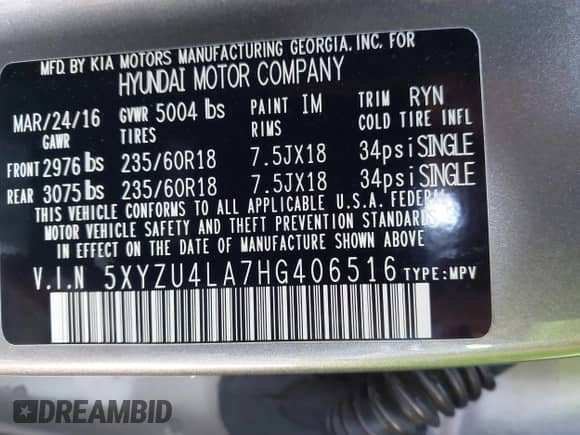 MFD. BY KIA MOTORS MANUFACTURING GEORGIA, INC. FOR
HYUNDAI MOTOR COMPANY
MAR/24/16 GVWR 5004 lbs PAINT IM TRIM RYN
GAWR TIRES RIMS COLD TIRE INFL
FRONT 2976 lbs 235/60R18 7.5JX18 34psi SINGLE
REAR 3075 lbs 235/60R18 7.5JX18 34psi SINGLE
THIS VEHICLE CONFORMS TO ALL APPLICABLE U.S.A. FEDERAL
MOTOR VEHICLE SAFETY AND THEFT PREVENTION STANDARDS
IN EFFECT ON THE DATE OF MANUFACTURE SHOWN ABOVE.
V.I.N 5XYZU4LA7HG406516 TYPE:MPV
DREAMBID